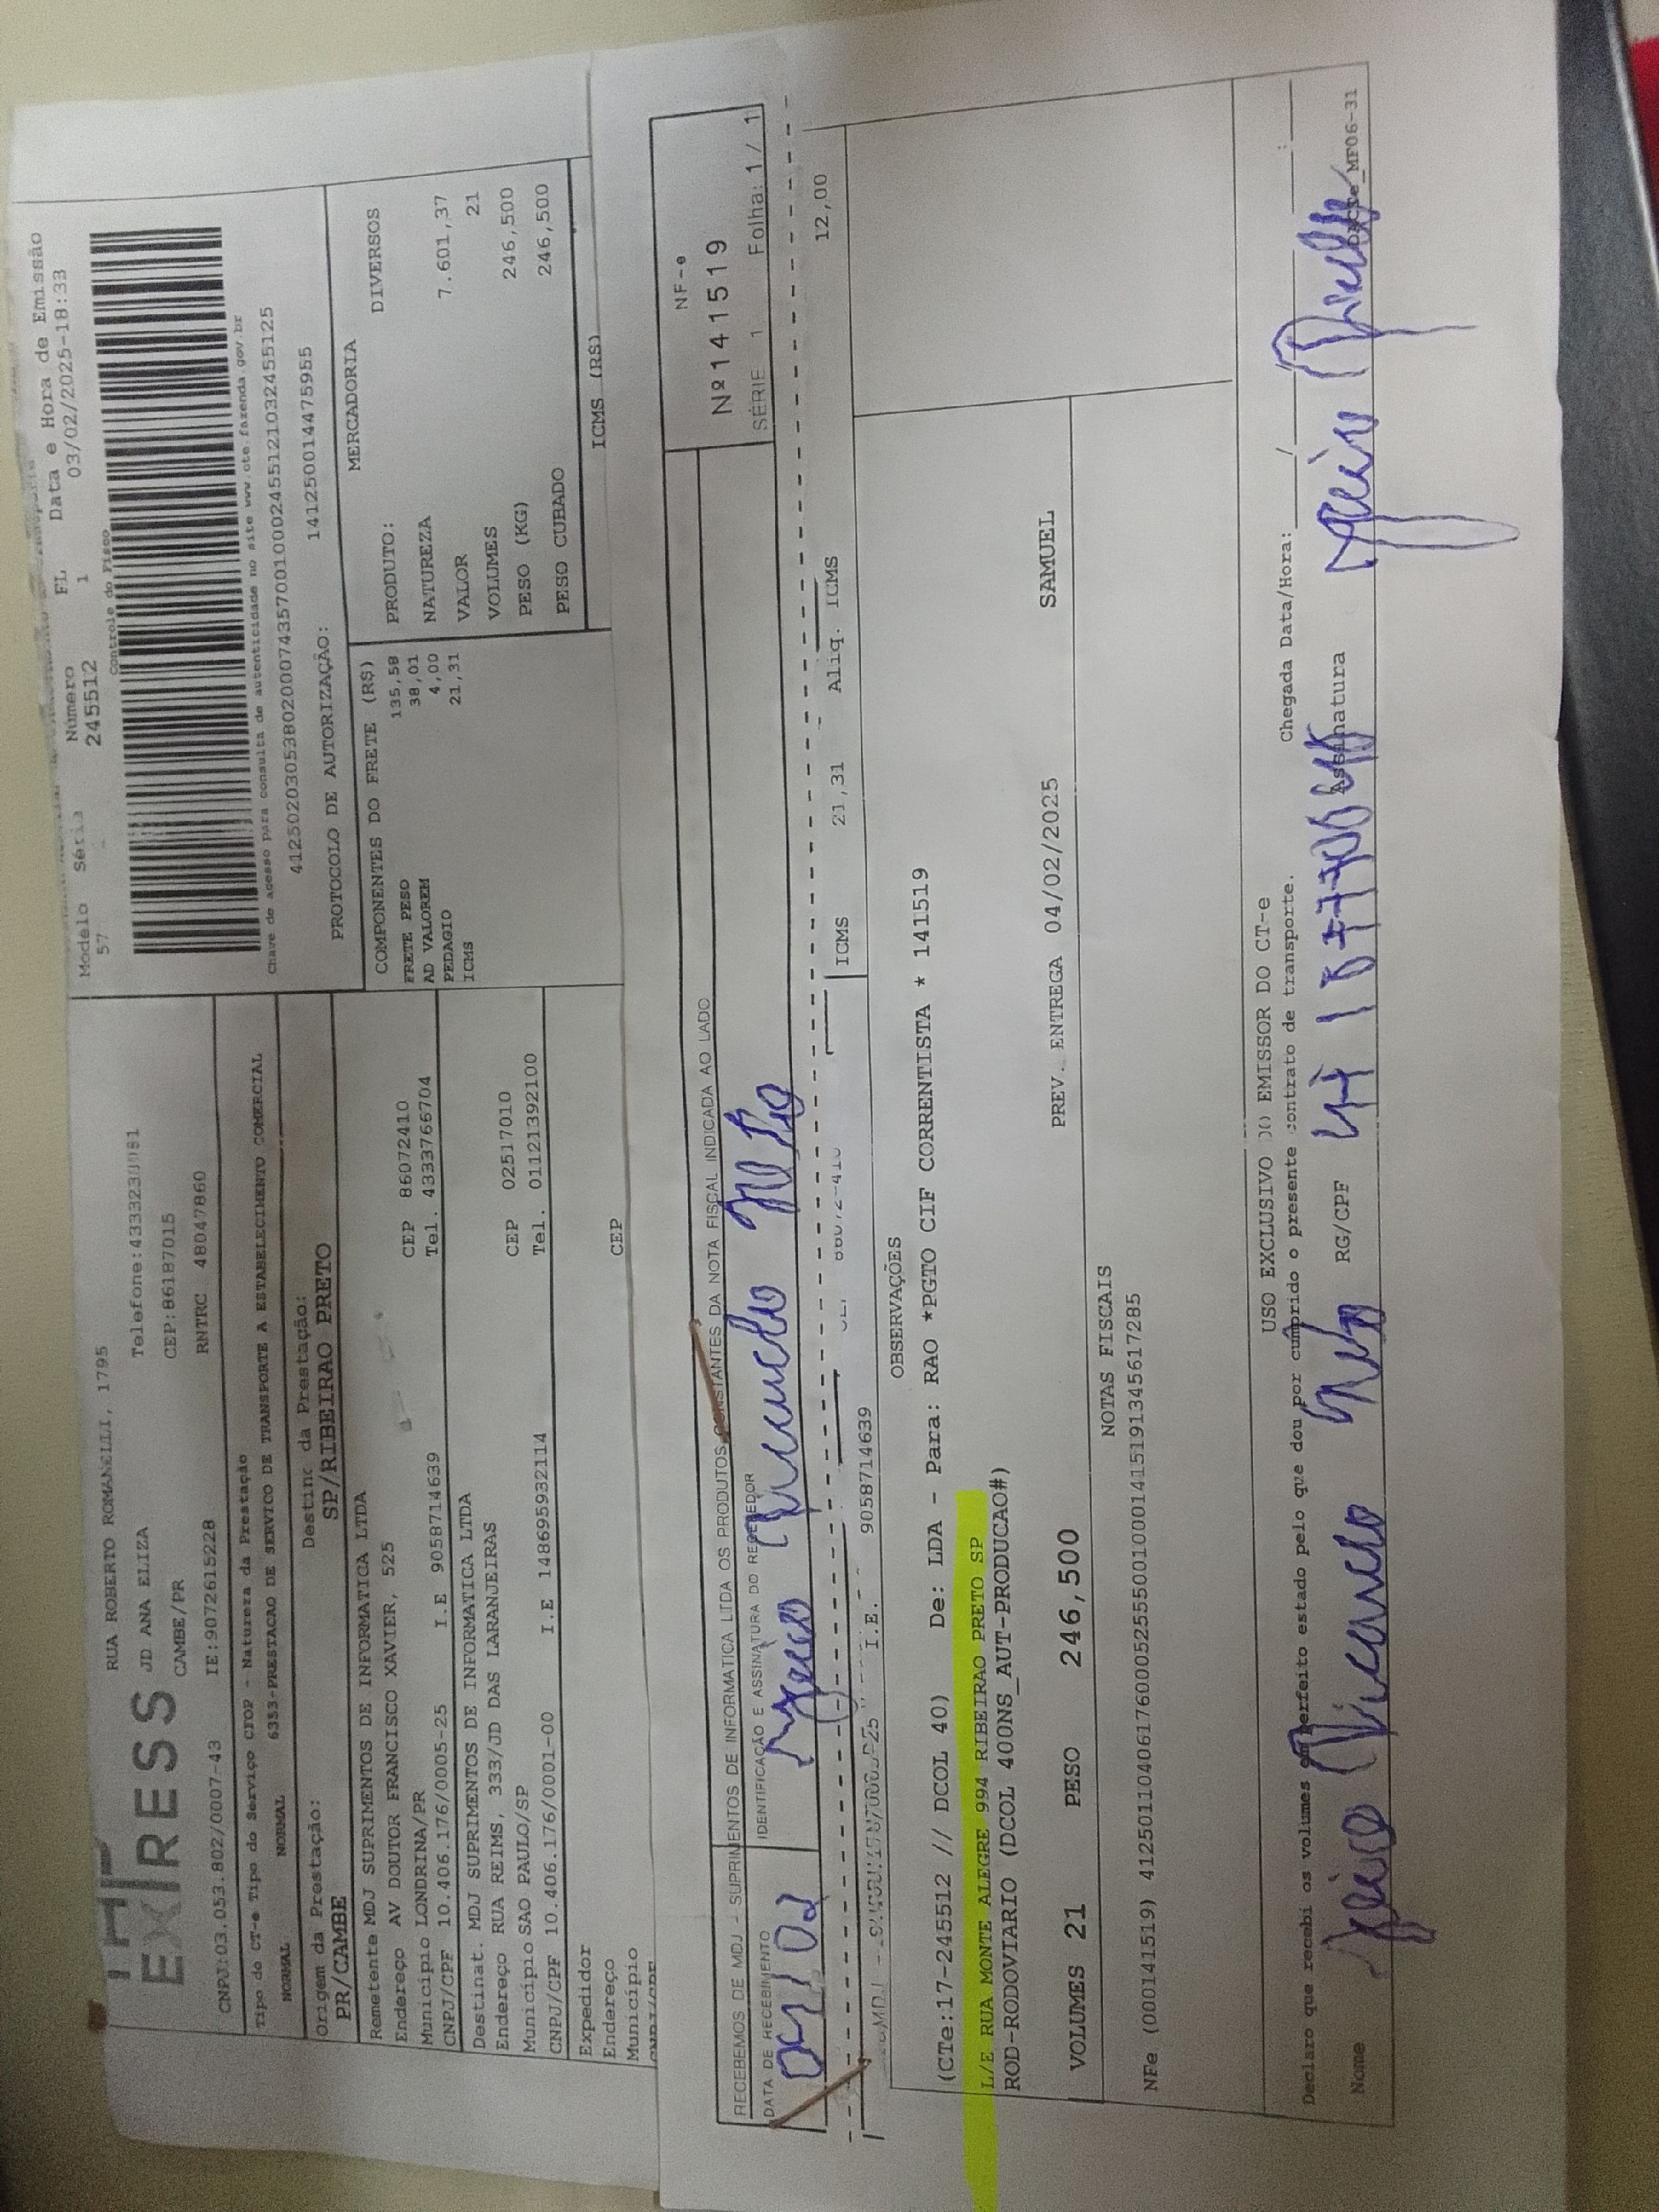 EXPRESS
RUA ROBERTO ROMANELLI, 1795
JD ANA ELIZA
CAMBE/PR
CEP:86187015
CNPJ:03.053.802/0007-43 IE:9072615228 RNTRC 48047860
Modelo Série Número FL Data e Hora de Emissão
57 245512 1 03/02/2025-18:33
Controle do Fisco
Chave de acesso para consulta de autenticidade no site www.cte.fazenda.gov.br
PROTOCOLO DE AUTORIZAÇÃO: 141250014475955
Tipo do CT-e Tipo do Serviço CFOP - Natureza da Prestação
NORMAL NORMAL 6353-PRESTACAO DE SERVICO DE TRANSPORTE A ESTABELECIMENTO COMERCIAL
Origem da Prestação: Destino da Prestação:
PR/CAMBE SP/RIBEIRAO PRETO
Remetente MDJ SUPRIMENTOS DE INFORMATICA LTDA
Endereço AV DOUTOR FRANCISCO XAVIER, 525 CEP 86072410
Município LONDRINA/PR Tel. 4333766704
CNPJ/CPF 10.406.176/0005-25 I.E 9058714639
Destinat. MDJ SUPRIMENTOS DE INFORMATICA LTDA
Endereço RUA REIMS, 333/JD DAS LARANJEIRAS CEP 02517010
Município SAO PAULO/SP Tel. 01121392100
CNPJ/CPF 10.406.176/0001-00 I.E 148695932114
Expedidor
Endereço
Município CEP
CNPJ/CPF
COMPONENTES DO FRETE (R$)
FRETE PESO 135,58
AD VALOREM 38,01
PEDAGIO 4,00
ICMS 21,31
MERCADORIA
PRODUTO: DIVERSOS
NATUREZA
VALOR 7.601,37
VOLUMES 21
PESO (KG) 246,500
PESO CUBADO 246,500
ICMS (R$)
RECEBEMOS DE MDJ - SUPRIMENTOS DE INFORMATICA LTDA OS PRODUTOS CONSTANTES DA NOTA FISCAL INDICADA AO LADO
DATA DE RECEBIMENTO IDENTIFICAÇÃO E ASSINATURA DO RECEBEDOR
04/02
NF-e
Nº141519
SÉRIE 1 Folha: 1 / 1
I.E. 9058714639 ICMS 21,31 Aliq. ICMS 12,00
OBSERVAÇÕES
(CTe:17-245512 // DCOL 40) De: LDA - Para: RAO *PGTO CIF CORRENTISTA * 141519
L/E RUA MONTE ALEGRE 994 RIBEIRAO PRETO SP
ROD-RODOVIARIO (DCOL 400NS_AUT-PRODUCAO#)
VOLUMES 21 PESO 246,500 PREV. ENTREGA 04/02/2025 SAMUEL
NOTAS FISCAIS
NFe (000141519) 41250110406176000525550010001415191345617285
USO EXCLUSIVO DO EMISSOR DO CT-e
Declaro que recebi os volumes em perfeito estado pelo que dou por cumprido o presente contrato de transporte. Chegada Data/Hora: ___/___/___ ___:___
Nome RG/CPF Assinatura